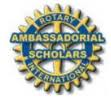 ROTARY
AMBASSADORIAL
SCHOLARS
INTERNATIONAL